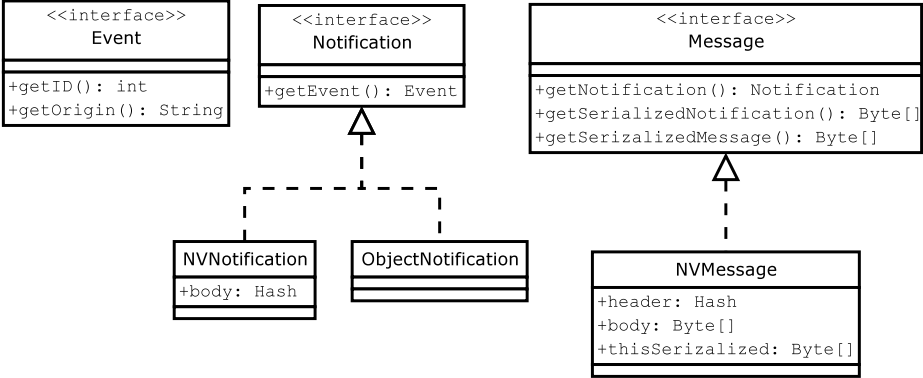 <<interface>>
Event
+getID(): int
+getOrigin(): String
<<interface>>
Notification
+getEvent(): Event
<<interface>>
Message
+getNotification(): Notification
+getSerializedNotification(): Byte[]
+getSerizalizedMessage(): Byte[]
NVNotification
+body: Hash
ObjectNotification
NVMessage
+header: Hash
+body: Byte[]
+thisSerizalized: Byte[]